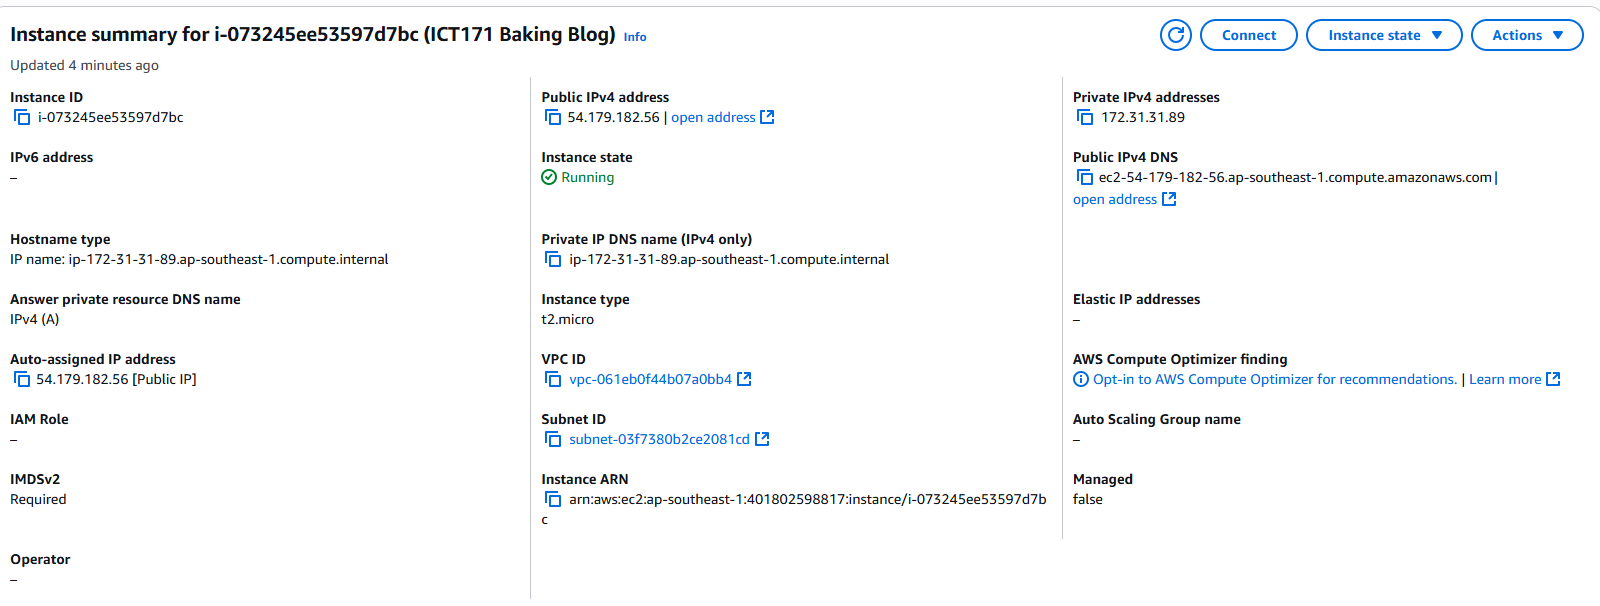 Instance summary for i-073245ee53597d7bc (ICT171 Baking Blog) Info
Connect
Instance state
Actions
Updated 4 minutes ago
Instance ID
i-073245ee53597d7bc
Public IPv4 address
54.179.182.56 | open address
Private IPv4 addresses
172.31.31.89
IPv6 address
–
Instance state
Running
Public IPv4 DNS
ec2-54-179-182-56.ap-southeast-1.compute.amazonaws.com |
open address
Hostname type
IP name: ip-172-31-31-89.ap-southeast-1.compute.internal
Private IP DNS name (IPv4 only)
ip-172-31-31-89.ap-southeast-1.compute.internal
Answer private resource DNS name
IPv4 (A)
Instance type
t2.micro
Elastic IP addresses
–
Auto-assigned IP address
54.179.182.56 [Public IP]
VPC ID
vpc-061eb0f44b07a0bb4
AWS Compute Optimizer finding
Opt-in to AWS Compute Optimizer for recommendations. | Learn more
IAM Role
–
Subnet ID
subnet-03f7380b2ce2081cd
Auto Scaling Group name
–
IMDSv2
Required
Instance ARN
arn:aws:ec2:ap-southeast-1:401802598817:instance/i-073245ee53597d7b
c
Managed
false
Operator
–